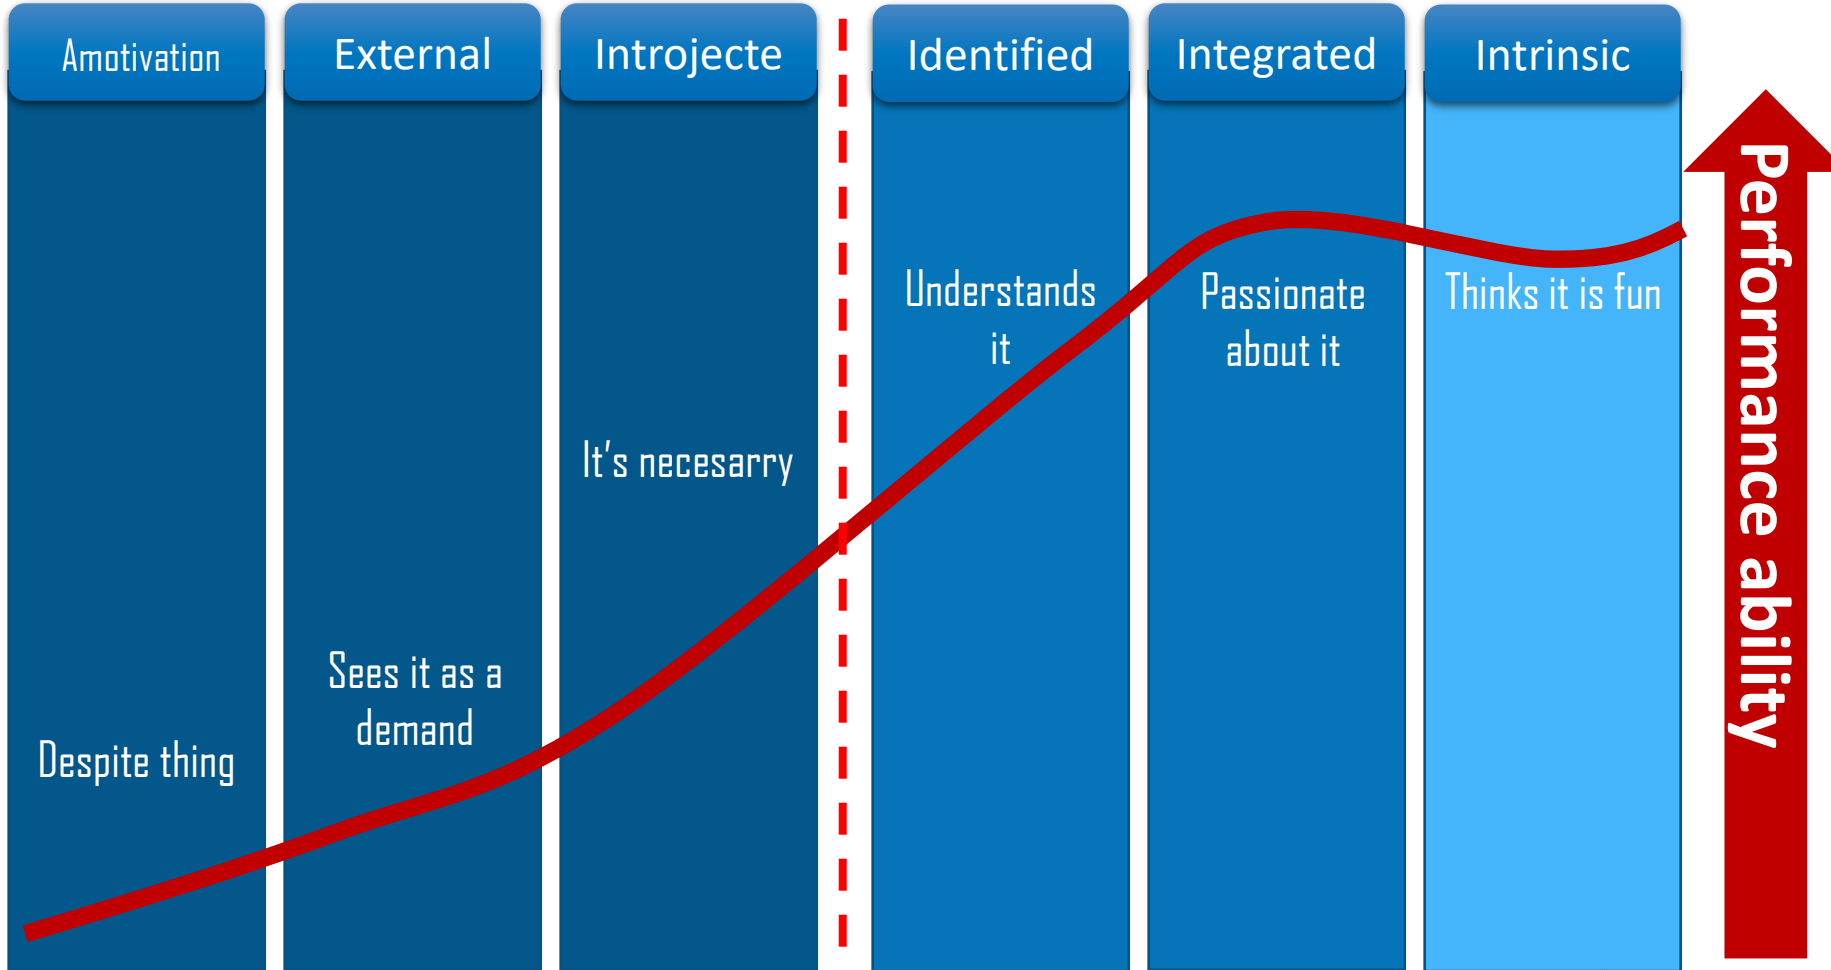 Amotivation
External
Introjecte
Identified
Integrated
Intrinsic
Despite thing
Sees it as a
demand
It's necesarry
Understands
it
Passionate
about it
Thinks it is fun
Performance ability